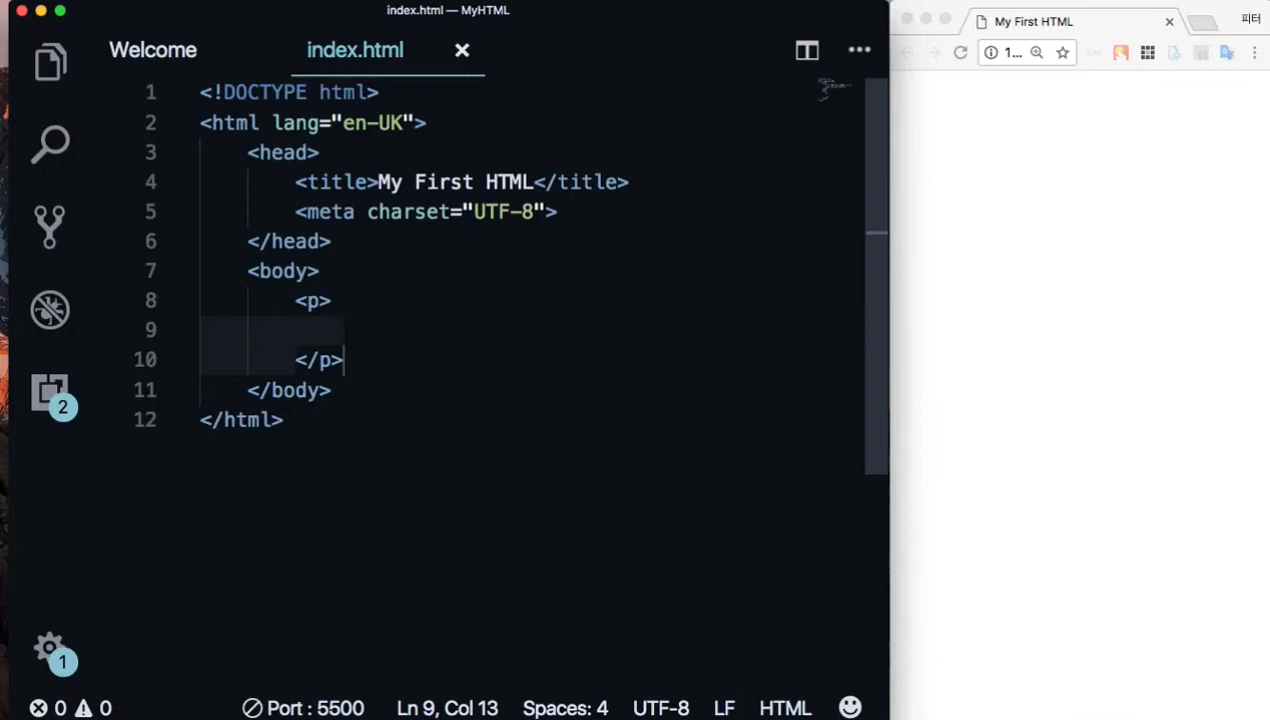 index.html — MyHTML
Welcome
index.html
My First HTML
피터
1...
1 <!DOCTYPE html>
2 <html lang="en-UK">
3 <head>
4 <title>My First HTML</title>
5 <meta charset="UTF-8">
6 </head>
7 <body>
8 <p>
9
10 </p>
11 </body>
12 </html>
2
1
0 0 Port : 5500 Ln 9, Col 13 Spaces: 4 UTF-8 LF HTML